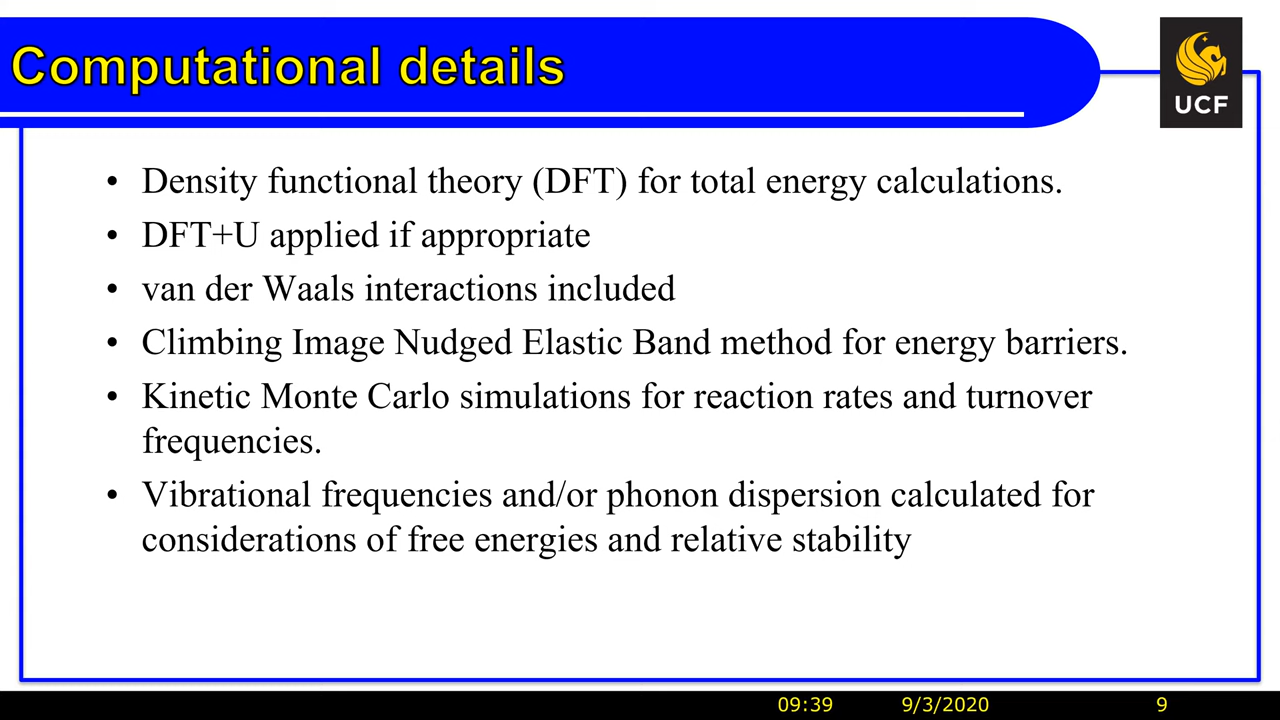 Computational details
UCF
• Density functional theory (DFT) for total energy calculations.
• DFT+U applied if appropriate
• van der Waals interactions included
• Climbing Image Nudged Elastic Band method for energy barriers.
• Kinetic Monte Carlo simulations for reaction rates and turnover
frequencies.
• Vibrational frequencies and/or phonon dispersion calculated for
considerations of free energies and relative stability
09:39 9/3/2020 9